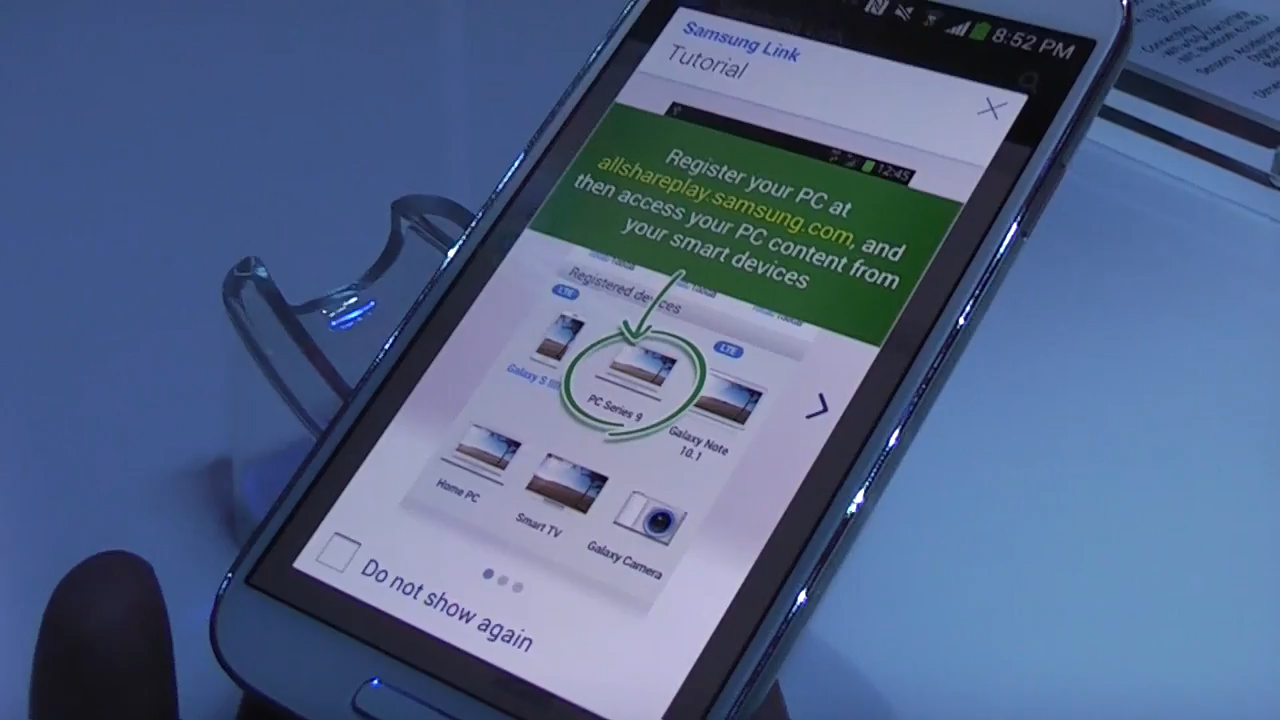 8:52 PM
Samsung Link
Tutorial
12:45
Register your PC at
allshareplay.samsung.com, and
then access your PC content from
your smart devices
Registered devices
LTE
LTE
Galaxy S III
PC Series 9
Galaxy Note
10.1
Home PC
Smart TV
Galaxy Camera
Do not show again
Connectivity